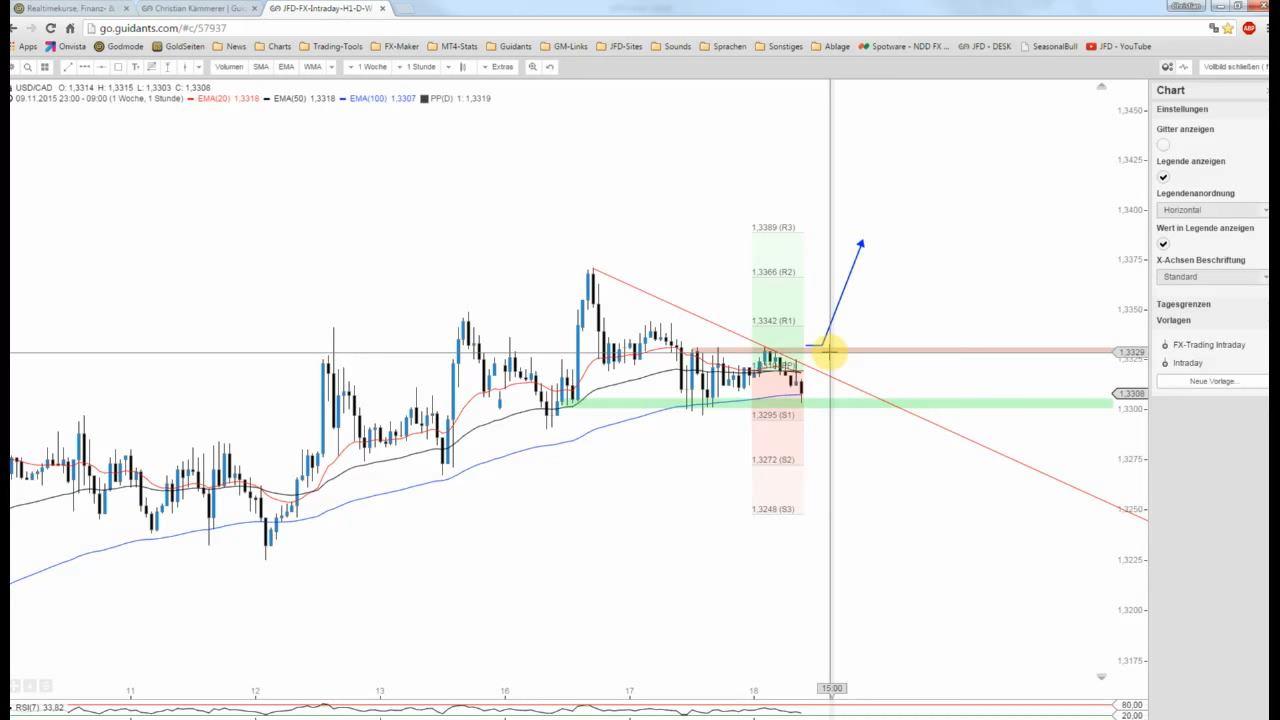 Realtimekurse, Finanz- &
Christian Kämmerer | Guid
JFD-FX-Intraday-H1-D-W
Christian
go.guidants.com/#c/57937
Apps Onvista Godmode GoldSeiten News Charts Trading-Tools FX-Maker MT4-Stats Guidants GM-Links JFD-Sites Sounds Sprachen Sonstiges Ablage Spotware - NDD FX ... JFD - DESK SeasonalBull JFD - YouTube
Volumen SMA EMA WMA 1 Woche 1 Stunde Extras Vollbild schließen (
USD/CAD O: 1,3314 H: 1,3315 L: 1,3303 C: 1,3308
09.11.2015 23:00 - 09:00 (1 Woche, 1 Stunde) EMA(20) 1,3318 EMA(50) 1,3318 EMA(100) 1,3307 PP(D) 1: 1,3319
Chart
Einstellungen
Gitter anzeigen
Legende anzeigen
Legendenanordnung
Horizontal
Wert in Legende anzeigen
X-Achsen Beschriftung
Standard
Tagesgrenzen
Vorlagen
FX-Trading Intraday
Intraday
Neue Vorlage...
1,3450
1,3425
1,3400
1,3375
1,3350
1,3329
1,3325
1,3308
1,3300
1,3275
1,3250
1,3225
1,3200
1,3175
1,3389 (R3)
1,3366 (R2)
1,3342 (R1)
1,3295 (S1)
1,3272 (S2)
1,3248 (S3)
11 12 13 16 17 18 15:00
RSI(7) 33,82
80,00
20,00